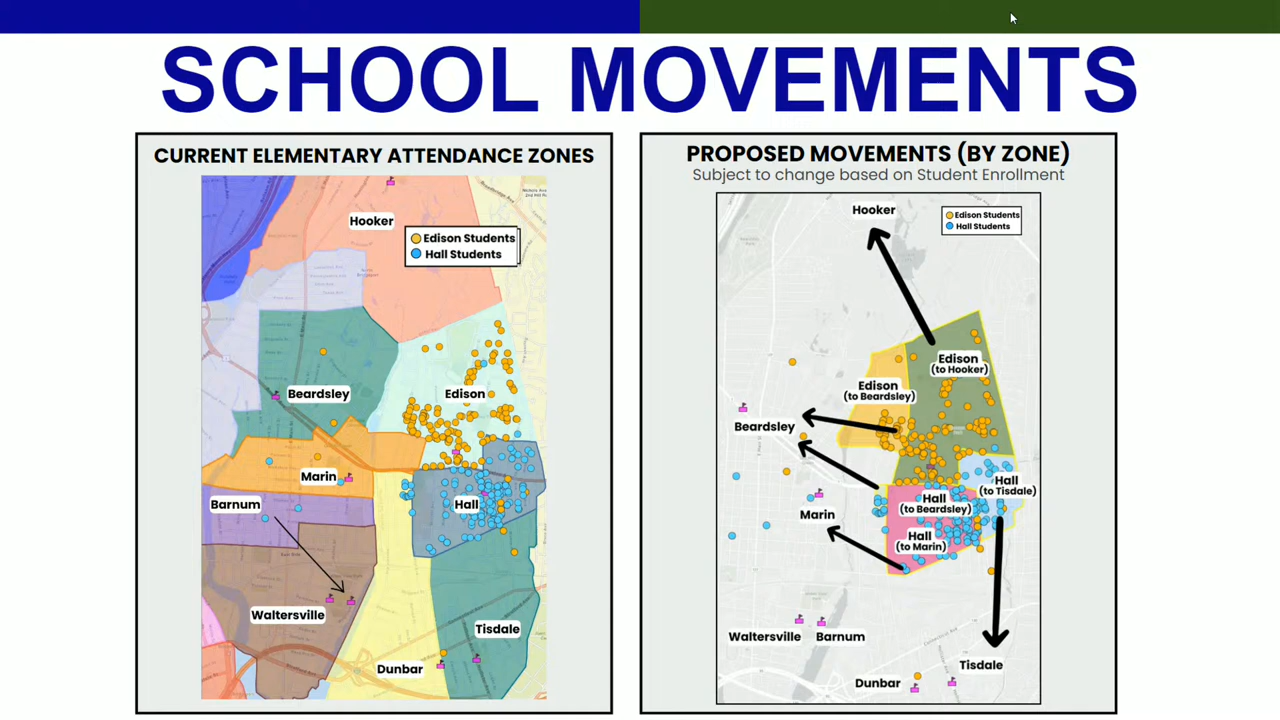 SCHOOL MOVEMENTS
CURRENT ELEMENTARY ATTENDANCE ZONES
Hooker
Edison Students
Hall Students
Beardsley
Edison
Marin
Barnum
Hall
Waltersville
Tisdale
Dunbar
PROPOSED MOVEMENTS (BY ZONE)
Subject to change based on Student Enrollment
Hooker
Edison Students
Hall Students
Edison
(to Hooker)
Edison
(to Beardsley)
Beardsley
Hall
(to Tisdale)
Hall
(to Beardsley)
Marin
Hall
(to Marin)
Waltersville
Barnum
Tisdale
Dunbar